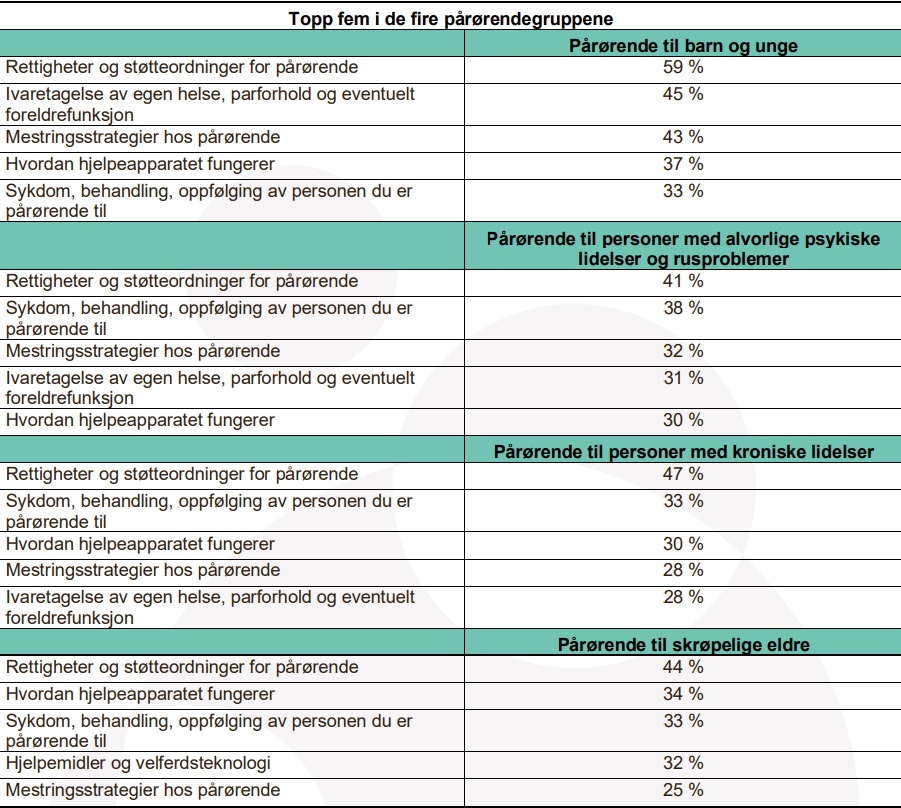 Topp fem i de fire pårørendegruppene
Pårørende til barn og unge
Rettigheter og støtteordninger for pårørende 59 %
Ivaretagelse av egen helse, parforhold og eventuelt 45 %
foreldrefunksjon
Mestringsstrategier hos pårørende 43 %
Hvordan hjelpeapparatet fungerer 37 %
Sykdom, behandling, oppfølging av personen du er 33 %
pårørende til
Pårørende til personer med alvorlige psykiske
lidelser og rusproblemer
Rettigheter og støtteordninger for pårørende 41 %
Sykdom, behandling, oppfølging av personen du er 38 %
pårørende til
Mestringsstrategier hos pårørende 32 %
Ivaretagelse av egen helse, parforhold og eventuelt 31 %
foreldrefunksjon
Hvordan hjelpeapparatet fungerer 30 %
Pårørende til personer med kroniske lidelser
Rettigheter og støtteordninger for pårørende 47 %
Sykdom, behandling, oppfølging av personen du er 33 %
pårørende til
Hvordan hjelpeapparatet fungerer 30 %
Mestringsstrategier hos pårørende 28 %
Ivaretagelse av egen helse, parforhold og eventuelt 28 %
foreldrefunksjon
Pårørende til skrøpelige eldre
Rettigheter og støtteordninger for pårørende 44 %
Hvordan hjelpeapparatet fungerer 34 %
Sykdom, behandling, oppfølging av personen du er 33 %
pårørende til
Hjelpemidler og velferdsteknologi 32 %
Mestringsstrategier hos pårørende 25 %